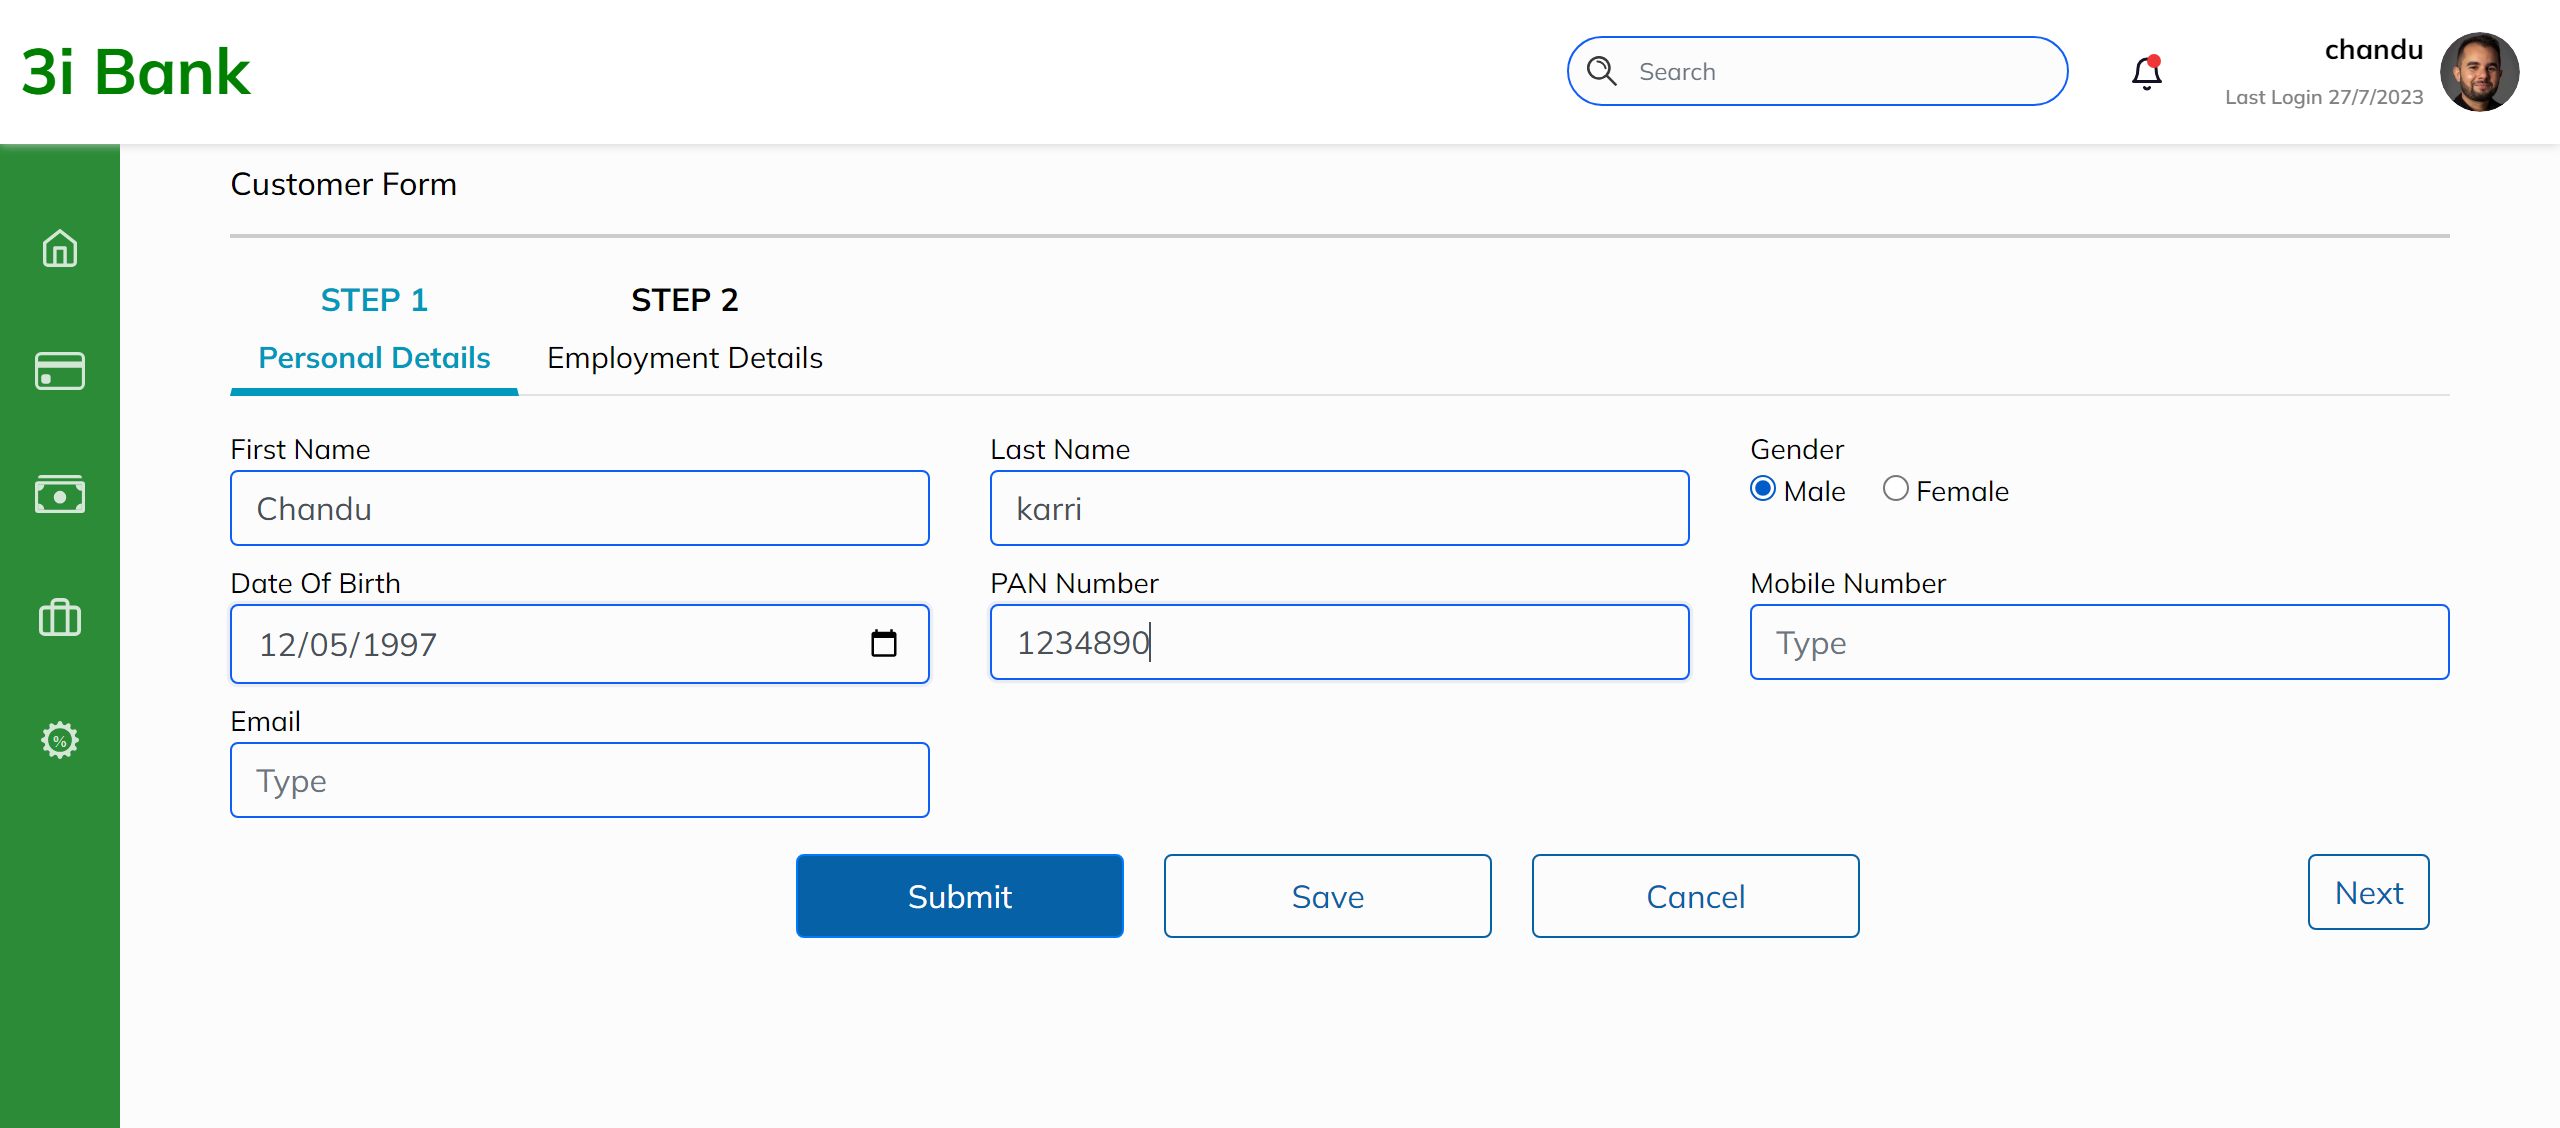 3i Bank
Search
chandu
Last Login 27/7/2023
Customer Form
STEP 1
Personal Details
STEP 2
Employment Details
First Name
Chandu
Last Name
karri
Gender
Male
Female
Date Of Birth
12/05/1997
PAN Number
1234890
Mobile Number
Type
Email
Type
Submit
Save
Cancel
Next
%